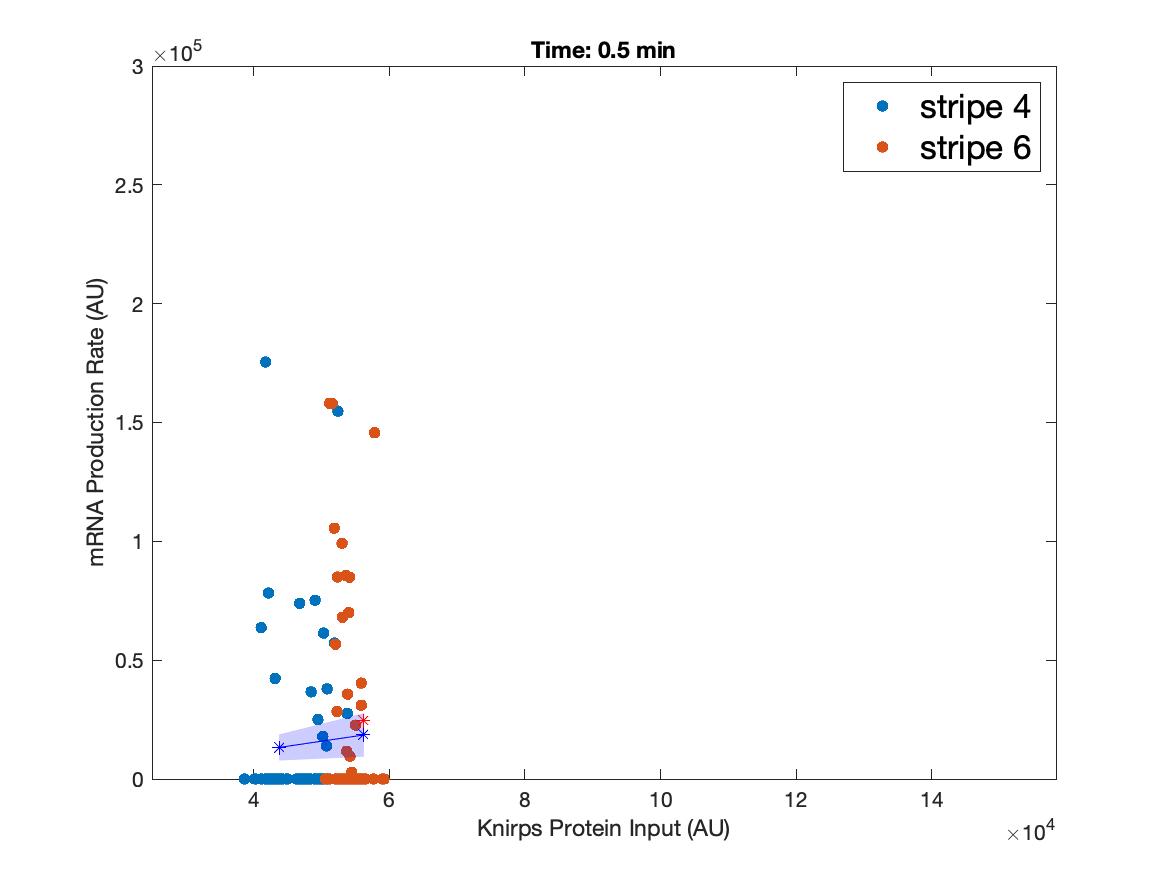 Time: 0.5 min
×10^5
3
2.5
2
1.5
1
0.5
0
mRNA Production Rate (AU)
stripe 4
stripe 6
4 6 8 10 12 14
Knirps Protein Input (AU)
×10^4